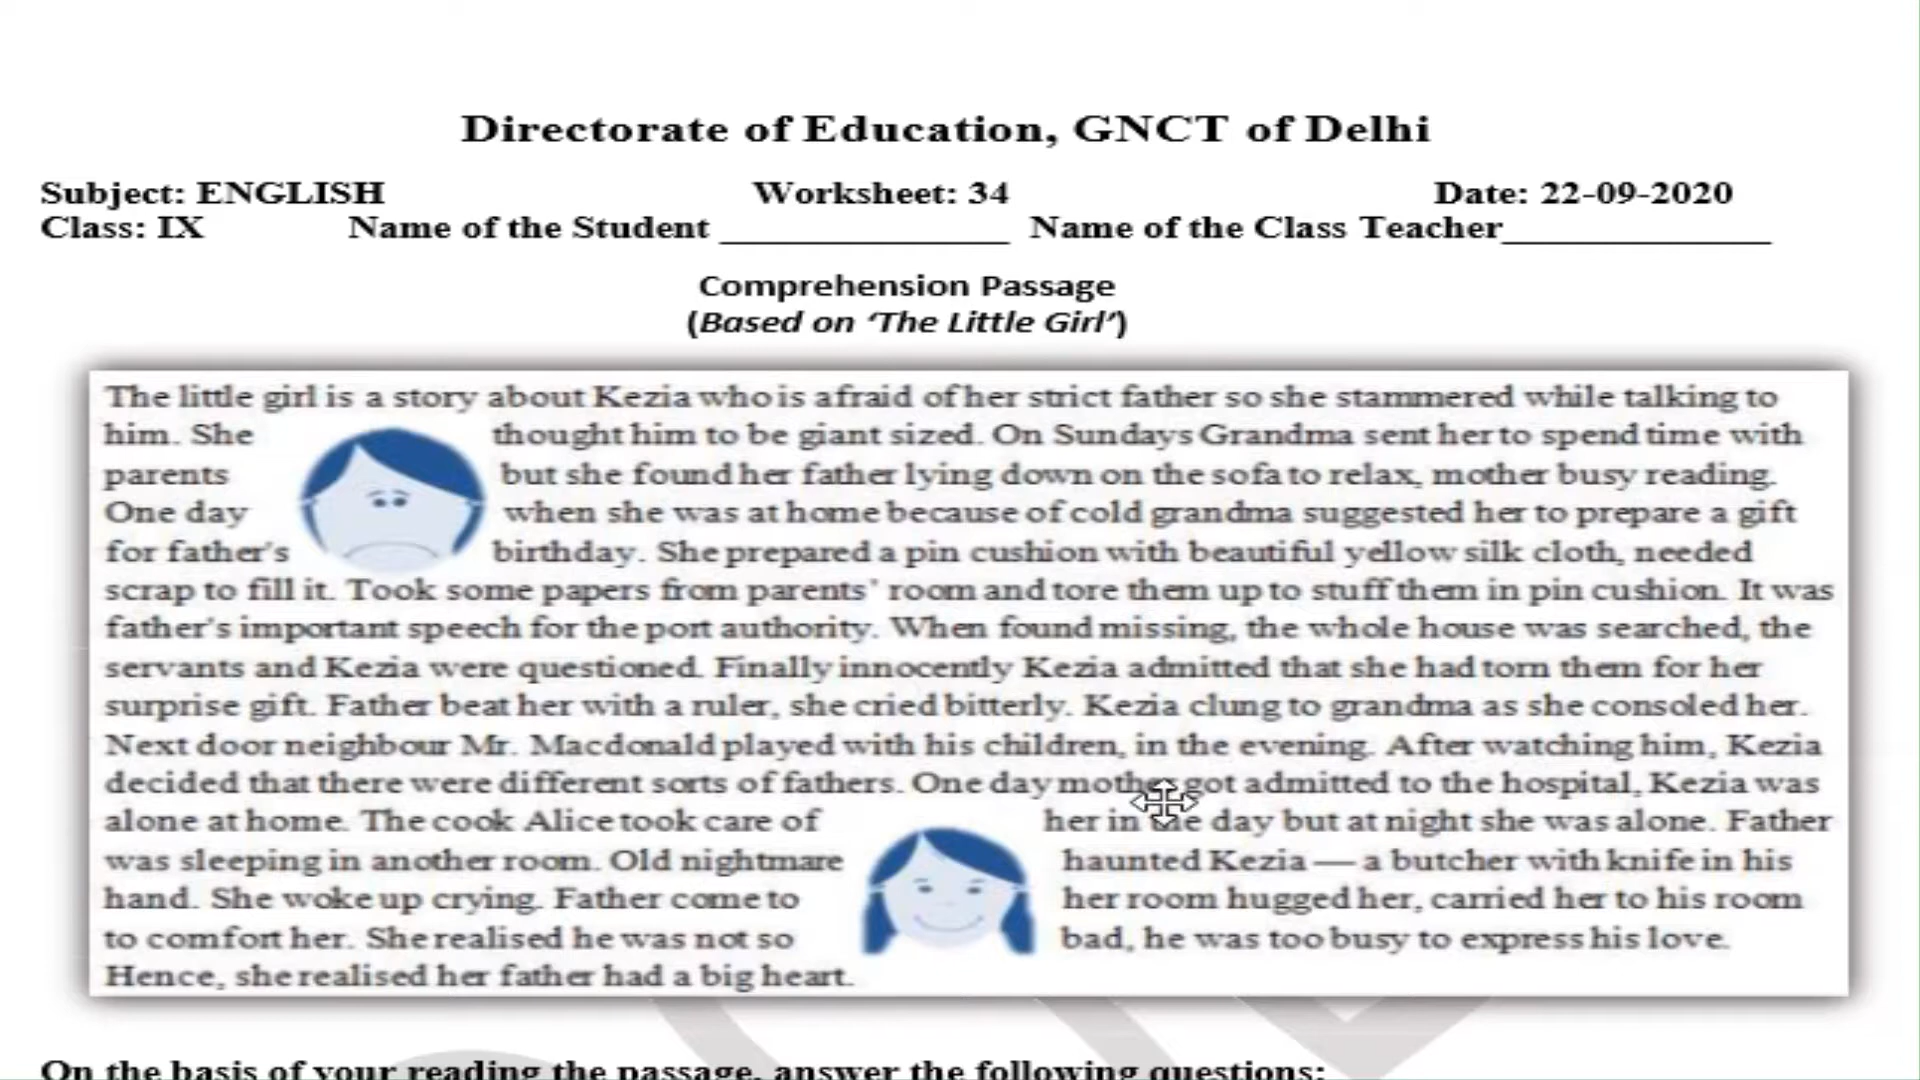 Directorate of Education, GNCT of Delhi
Subject: ENGLISH Worksheet: 34 Date: 22-09-2020
Class: IX Name of the Student _______________ Name of the Class Teacher______________
Comprehension Passage
(Based on ‘The Little Girl’)
The little girl is a story about Kezia who is afraid of her strict father so she stammered while talking to
him. She thought him to be giant sized. On Sundays Grandma sent her to spend time with
parents but she found her father lying down on the sofa to relax, mother busy reading.
One day when she was at home because of cold grandma suggested her to prepare a gift
for father's birthday. She prepared a pin cushion with beautiful yellow silk cloth, needed
scrap to fill it. Took some papers from parents' room and tore them up to stuff them in pin cushion. It was
father's important speech for the port authority. When found missing, the whole house was searched, the
servants and Kezia were questioned. Finally innocently Kezia admitted that she had torn them for her
surprise gift. Father beat her with a ruler, she cried bitterly. Kezia clung to grandma as she consoled her.
Next door neighbour Mr. Macdonald played with his children, in the evening. After watching him, Kezia
decided that there were different sorts of fathers. One day mother got admitted to the hospital, Kezia was
alone at home. The cook Alice took care of her in the day but at night she was alone. Father
was sleeping in another room. Old nightmare haunted Kezia — a butcher with knife in his
hand. She woke up crying. Father come to her room hugged her, carried her to his room
to comfort her. She realised he was not so bad, he was too busy to express his love.
Hence, she realised her father had a big heart.
On the basis of your reading the passage, answer the following questions: